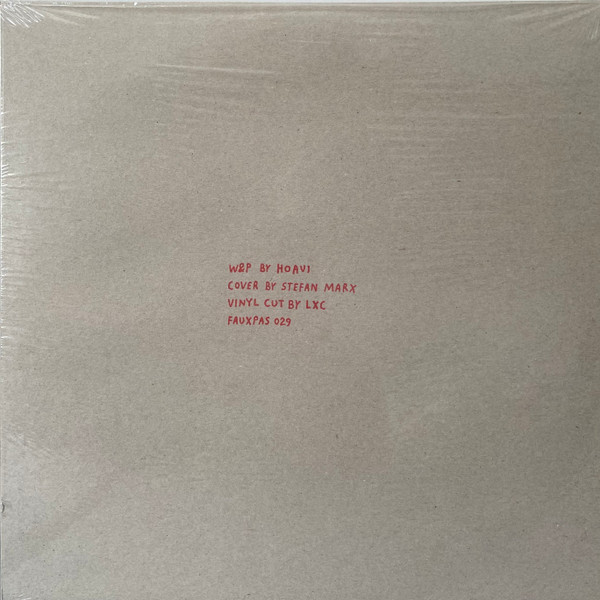 W&P BY HOAVI
COVER BY STEFAN MARX
VINYL CUT BY LXC
FAUXPAS 029